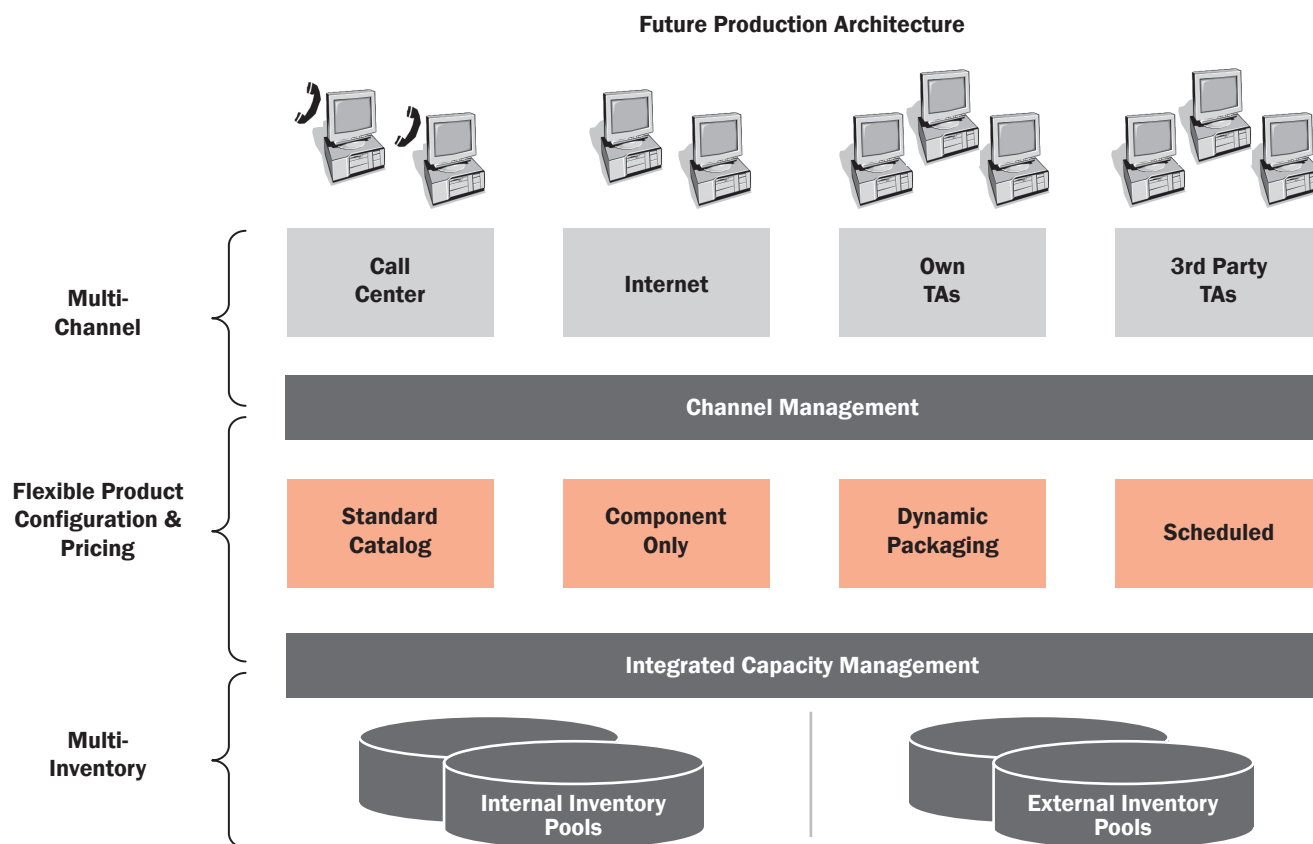 Future Production Architecture
Multi-
Channel
Call
Center
Internet
Own
TAs
3rd Party
TAs
Channel Management
Flexible Product
Configuration &
Pricing
Standard
Catalog
Component
Only
Dynamic
Packaging
Scheduled
Integrated Capacity Management
Multi-
Inventory
Internal Inventory
Pools
External Inventory
Pools